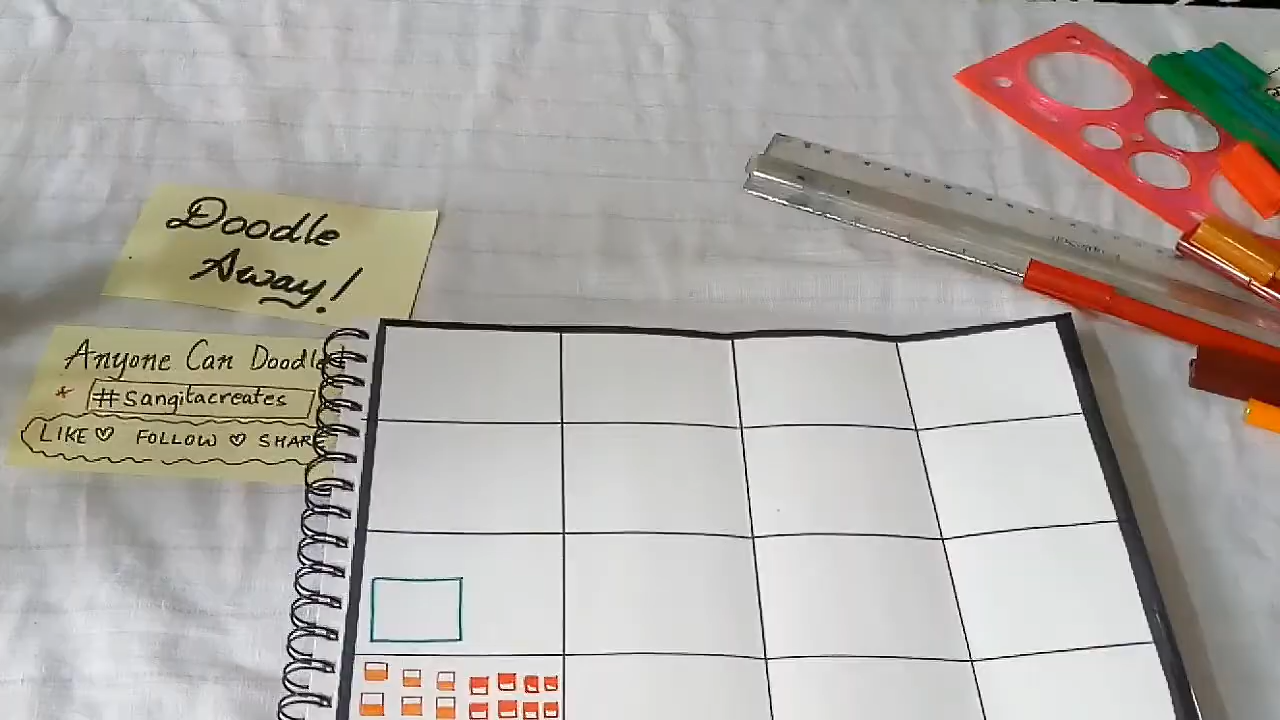 Doodle
Away!
Anyone Can Doodle
* #sangitacreates
LIKE ♡ FOLLOW ♡ SHARE